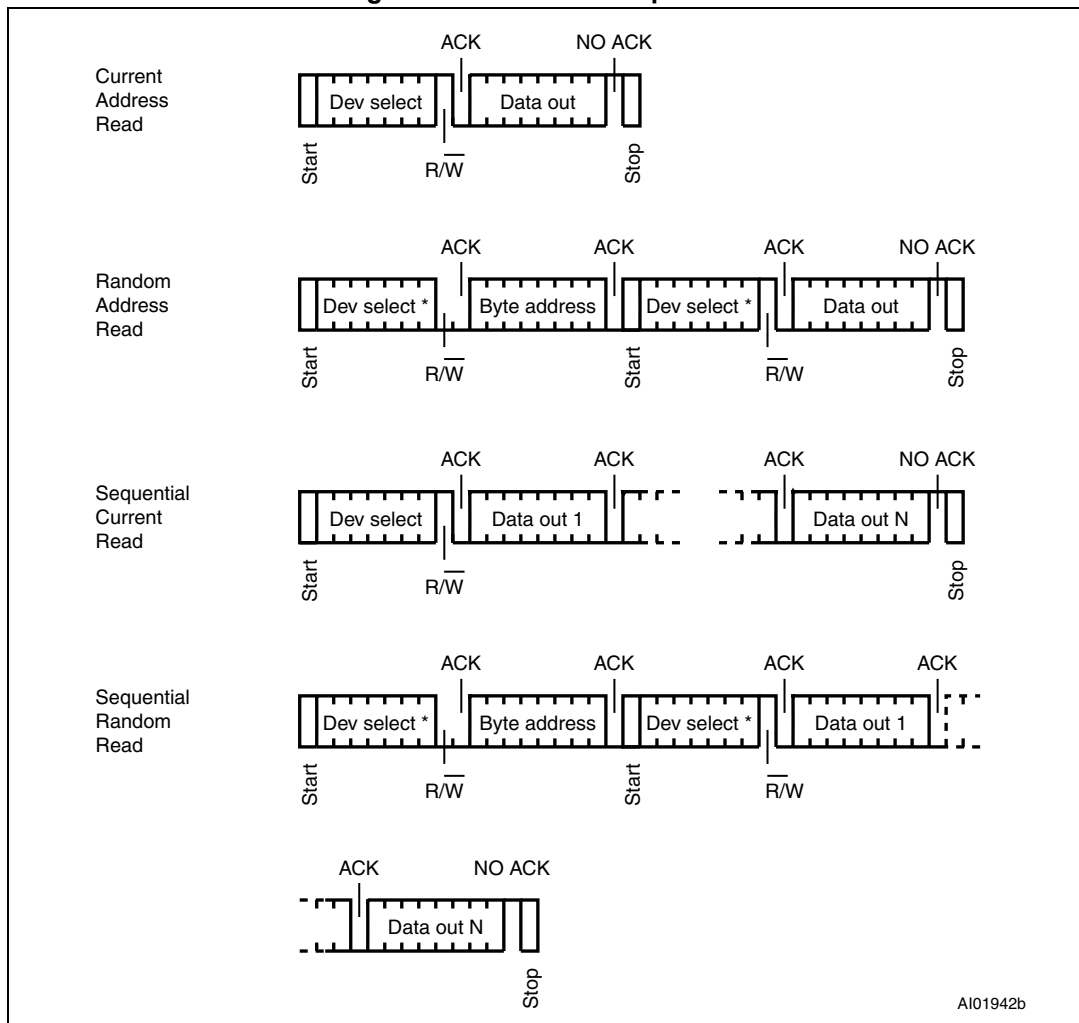 ACK NO ACK
Current
Address
Read
Dev select Data out
Start R/W̅ Stop
ACK ACK ACK NO ACK
Random
Address
Read
Dev select * Byte address Dev select * Data out
Start R/W̅ Start R̅/W Stop
ACK ACK ACK NO ACK
Sequential
Current
Read
Dev select Data out 1 Data out N
Start R/W̅ Stop
ACK ACK ACK ACK
Sequential
Random
Read
Dev select * Byte address Dev select * Data out 1
Start R/W̅ Start R̅/W
ACK NO ACK
Data out N
Stop
AI01942b